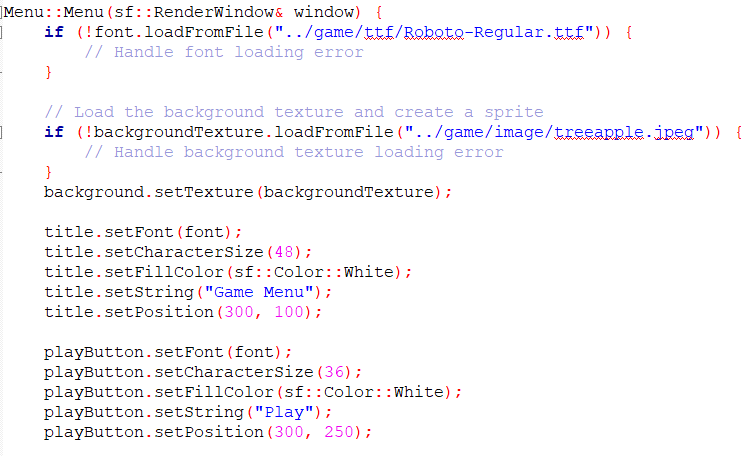 Menu::Menu(sf::RenderWindow& window) {
    if (!font.loadFromFile("../game/ttf/Roboto-Regular.ttf")) {
        // Handle font loading error
    }

    // Load the background texture and create a sprite
    if (!backgroundTexture.loadFromFile("../game/image/treeapple.jpeg")) {
        // Handle background texture loading error
    }
    background.setTexture(backgroundTexture);

    title.setFont(font);
    title.setCharacterSize(48);
    title.setFillColor(sf::Color::White);
    title.setString("Game Menu");
    title.setPosition(300, 100);

    playButton.setFont(font);
    playButton.setCharacterSize(36);
    playButton.setFillColor(sf::Color::White);
    playButton.setString("Play");
    playButton.setPosition(300, 250);